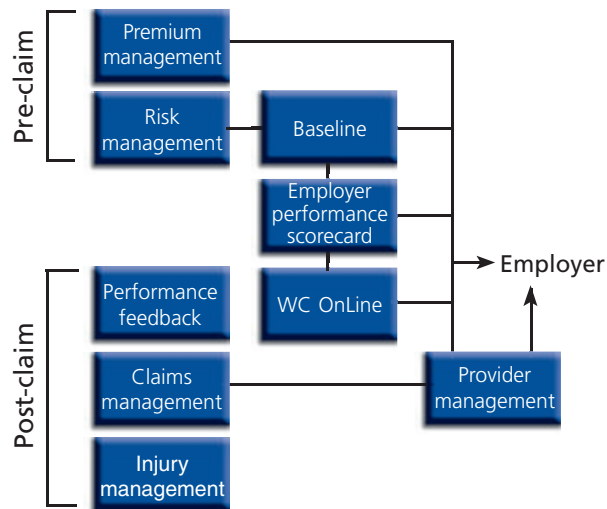 Pre-claim
Premium
management
Risk
management
Baseline
Employer
performance
scorecard
WC OnLine
Employer
Post-claim
Performance
feedback
Claims
management
Provider
management
Injury
management